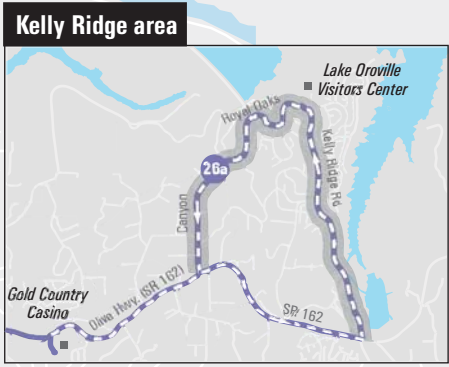 Kelly Ridge area
Lake Oroville
Visitors Center
Royal Oaks
Kelly Ridge Rd
26a
Canyon
Olive Hwy. (SR 162)
Gold Country
Casino
SR 162